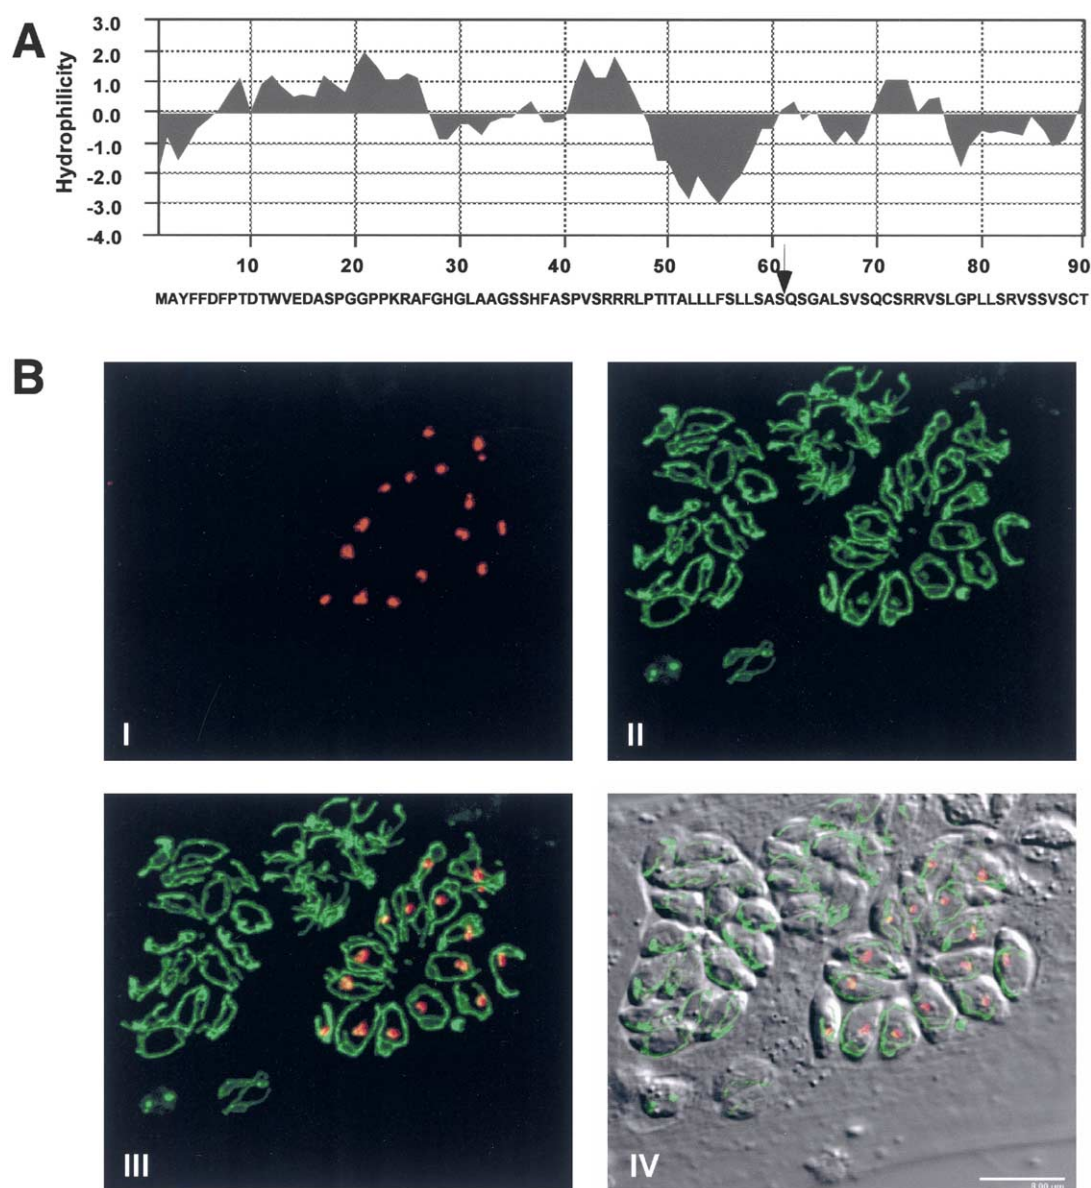 A
Hydrophilicity
3.0
2.0
1.0
0.0
-1.0
-2.0
-3.0
-4.0
10 20 30 40 50 60 70 80 90
MAYFFDFPTDTWVEDASPGGPPKRAFGHGLAAGSSHFASPVSRRRLPTITALLLFSLLSASQSGALSVSQCSRRVSLGPLLSRVSSVSCT
B
I
II
III
IV